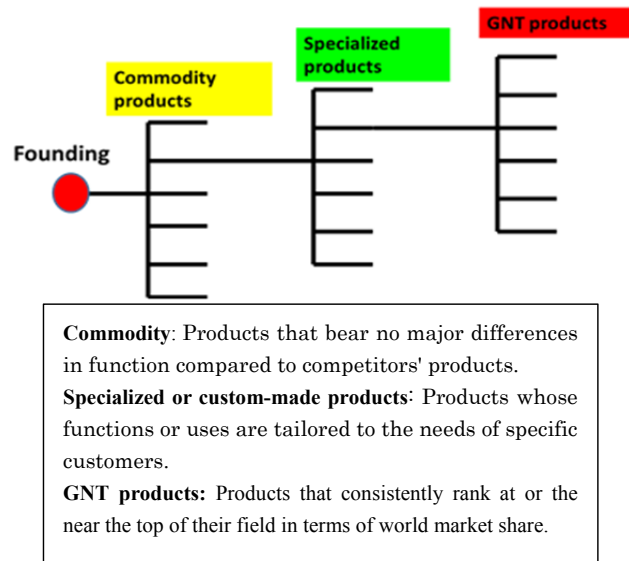 GNT products
Specialized
products
Commodity
products
Founding
Commodity: Products that bear no major differences
in function compared to competitors' products.
Specialized or custom-made products: Products whose
functions or uses are tailored to the needs of specific
customers.
GNT products: Products that consistently rank at or the
near the top of their field in terms of world market share.